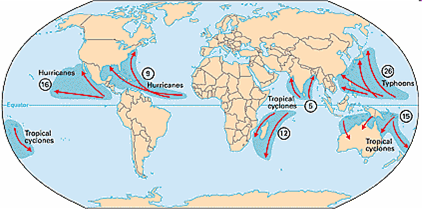 Hurricanes
16
9
Hurricanes
26
Typhoons
Equator
Tropical
cyclones
5
Tropical
cyclones
12
15
Tropical
cyclones